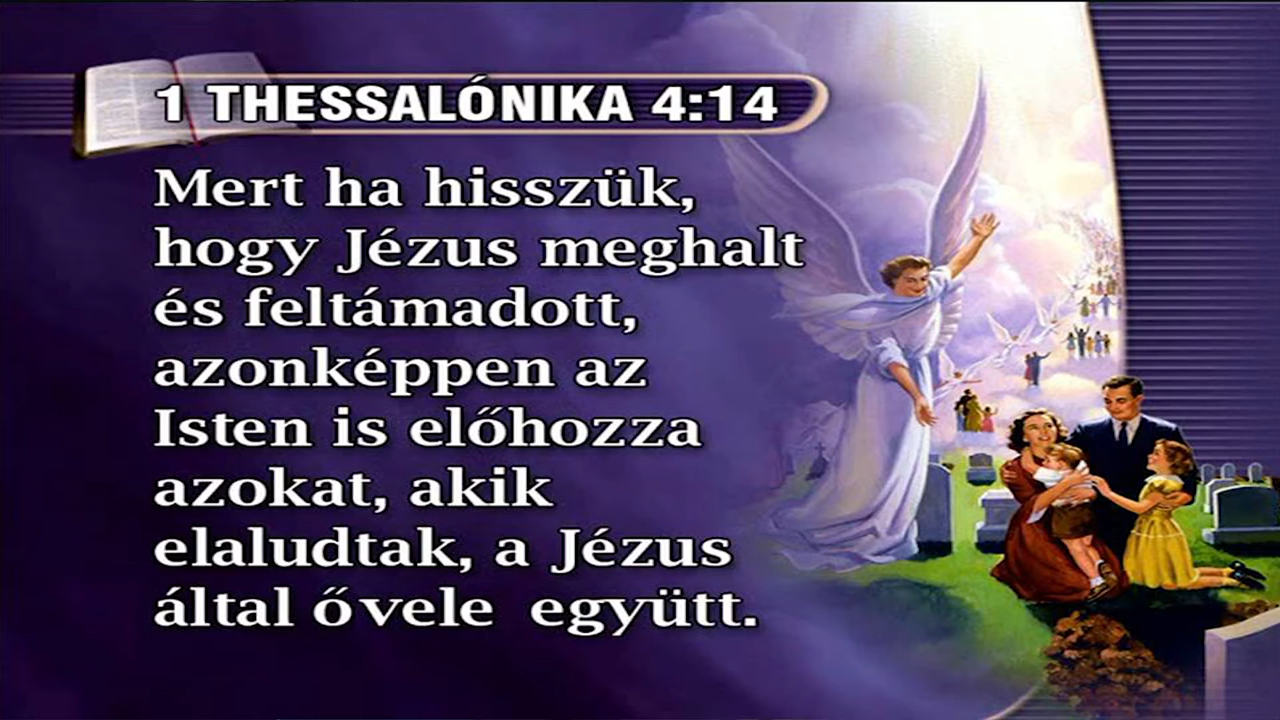 1 THESSALÓNIKA 4:14
Mert ha hisszük,
hogy Jézus meghalt
és feltámadott,
azonképpen az
Isten is előhozza
azokat, akik
elaludtak, a Jézus
által ővele együtt.